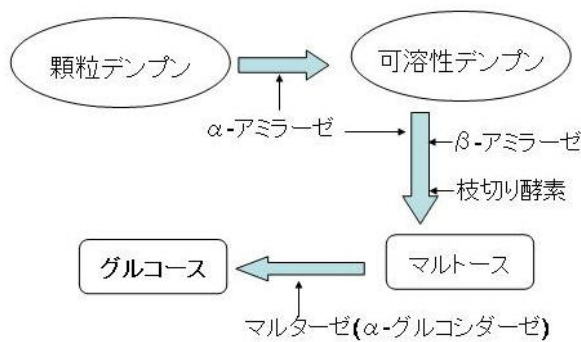 顆粒デンプン
可溶性デンプン
α-アミラーゼ
β-アミラーゼ
枝切り酵素
グルコース
マルトース
マルターゼ(α-グルコシダーゼ)